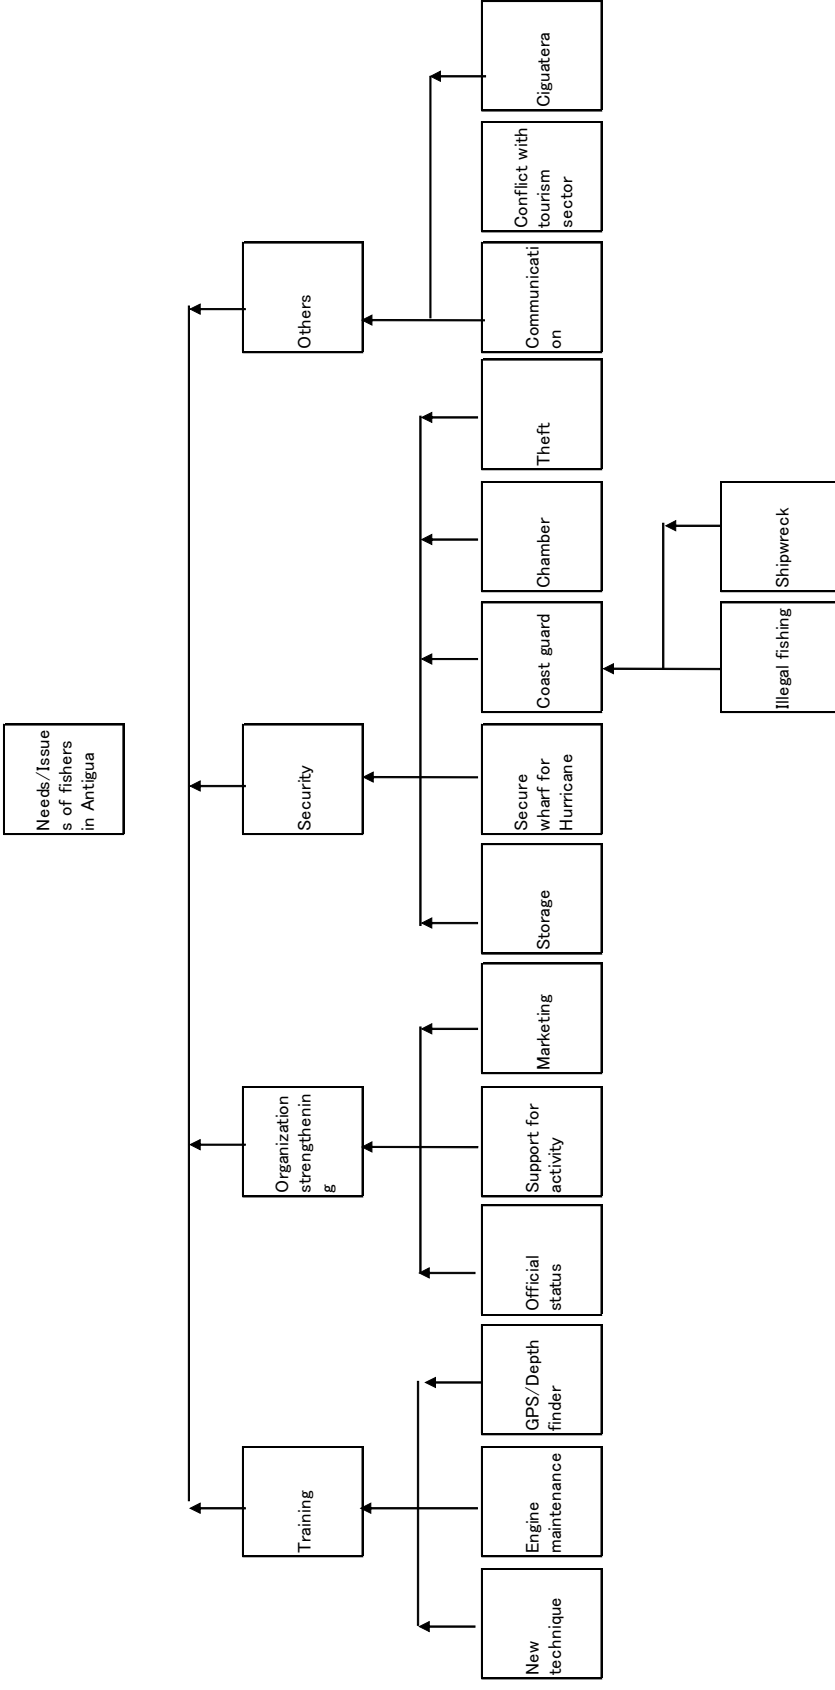 Needs/Issue
s of fishers
in Antigua
Training
Organization
strengthenin
g
Security
Others
New
technique
Engine
maintenance
GPS/Depth
finder
Official
status
Support for
activity
Marketing
Storage
Secure
wharf for
Hurricane
Coast guard
Chamber
Theft
Communicati
on
Conflict with
tourism
sector
Ciguatera
Illegal fishing
Shipwreck